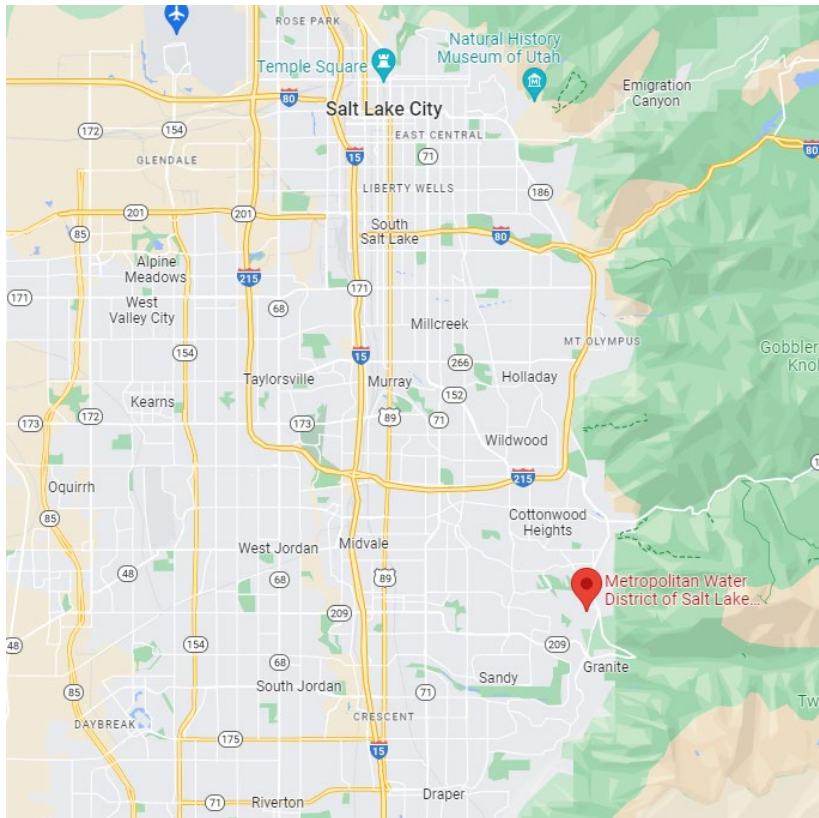 ROSE PARK
Temple Square
Natural History
Museum of Utah
Emigration
Canyon
80
Salt Lake City
172
154
EAST CENTRAL
GLENDALE
15
71
80
LIBERTY WELLS
186
201
201
85
South
Salt Lake
80
Alpine
Meadows
215
171
West
Valley City
68
171
Millcreek
MT OLYMPUS
Gobbler
Knol
154
15
266
Taylorsville
Murray
Holladay
152
Kearns
172
173
173
89
71
Wildwood
215
Oquirrh
85
Cottonwood
Heights
West Jordan
Midvale
48
68
89
Metropolitan Water
District of Salt Lake...
209
48
154
209
68
Granite
85
South Jordan
71
Sandy
Tw
DAYBREAK
CRESCENT
175
15
71
Riverton
Draper